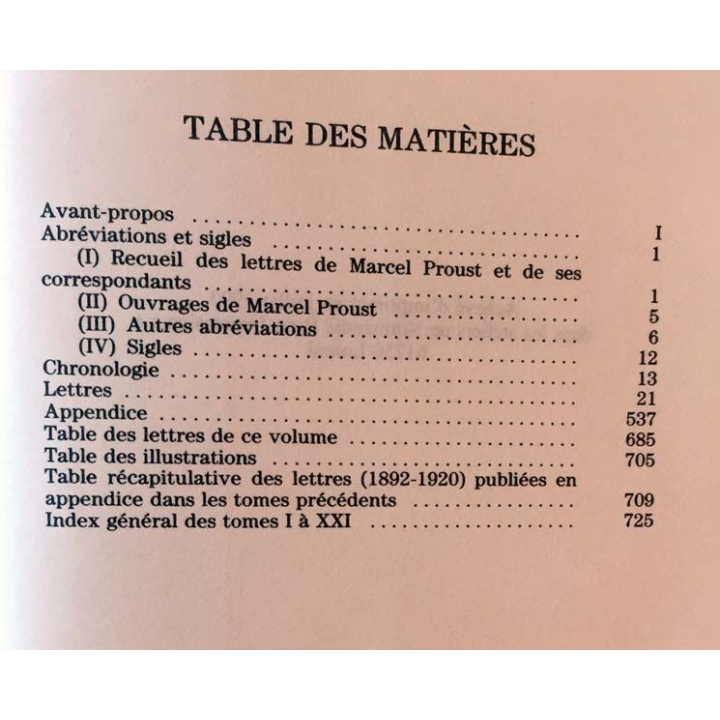 TABLE DES MATIÈRES
Avant-propos ........................................ I
Abréviations et sigles ........................................ 1
(I) Recueil des lettres de Marcel Proust et de ses
correspondants ........................................ 1
(II) Ouvrages de Marcel Proust ........................................ 5
(III) Autres abréviations ........................................ 6
(IV) Sigles ........................................ 12
Chronologie ........................................ 13
Lettres ........................................ 21
Appendice ........................................ 537
Table des lettres de ce volume ........................................ 685
Table des illustrations ........................................ 705
Table récapitulative des lettres (1892-1920) publiées en
appendice dans les tomes précédents ........................................ 709
Index général des tomes I à XXI ........................................ 725